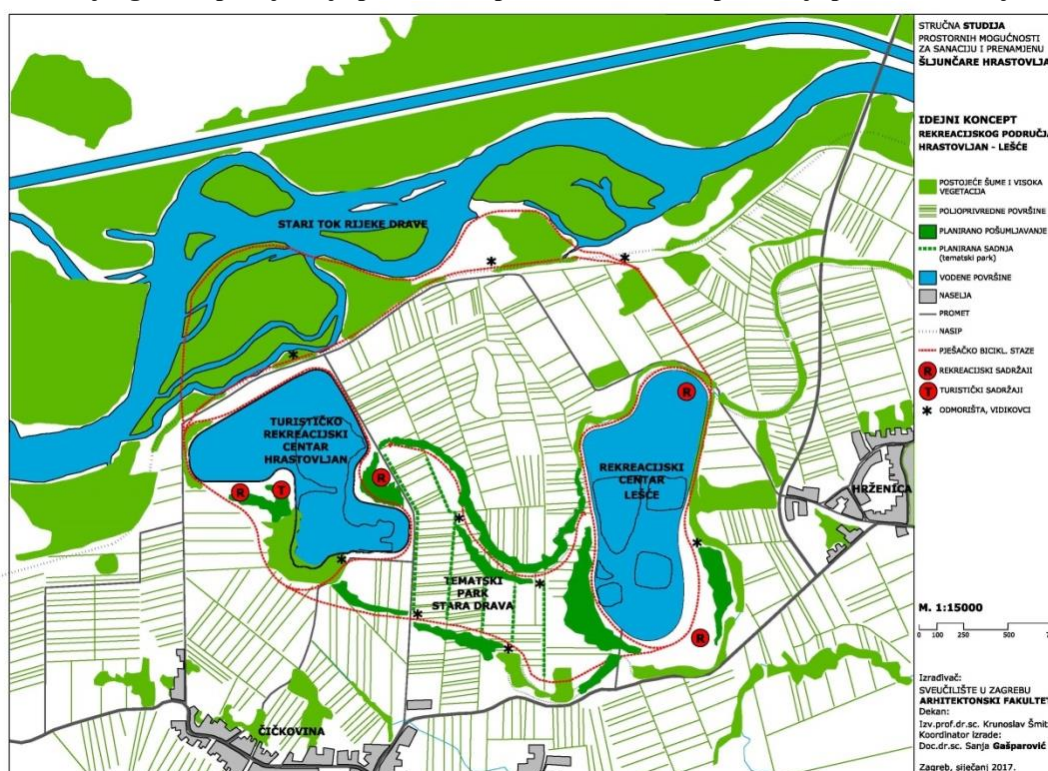 STRUČNA STUDIJA
PROSTORNIH MOGUĆNOSTI
ZA SANACIJU I PRENAMJENU
ŠLJUNČARE HRASTOVLJA
IDEJNI KONCEPT
REKREACIJSKOG PODRUČJA
HRASTOVLJAN - LEŠĆE
POSTOJEĆE ŠUME I VISOKA
VEGETACIJA
POLJOPRIVREDNE POVRŠINE
PLANIRANO POŠUMLJAVANJE
PLANIRANA SADNJA
(tematski park)
VODENE POVRŠINE
NASELJA
PROMET
NASIP
PJEŠAČKO BICIKL. STAZE
R REKREACIJSKI SADRŽAJI
T TURISTIČKI SADRŽAJI
* ODMORIŠTA, VIDIKOVCI
STARI TOK RIJEKE DRAVE
TURISTIČKO
REKREACIJSKI
CENTAR
HRASTOVLJAN
R
T
R
R
REKREACIJSKI
CENTAR
LEŠĆE
HRŽENICA
TEMATSKI
PARK
STARA DRAVA
R
ČIČKOVINA
M. 1:15000
0 100 250 500
Izrađivač:
SVEUČILIŠTE U ZAGREBU
ARHITEKTONSKI FAKULTET
Dekan:
Izv.prof.dr.sc. Krunoslav Šmit
Koordinator izrade:
Doc.dr.sc. Sanja Gašparović
Zagreb, siječanj 2017.